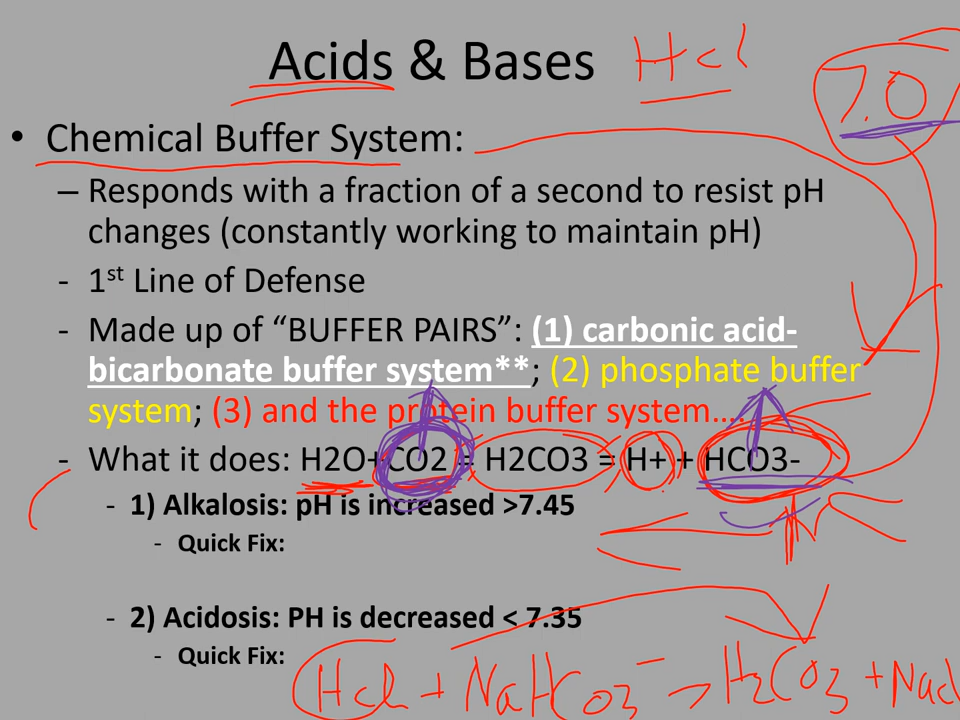 Acids & Bases HCl
7.0
• Chemical Buffer System:
– Responds with a fraction of a second to resist pH
changes (constantly working to maintain pH)
- 1st Line of Defense
- Made up of “BUFFER PAIRS”: (1) carbonic acid-
bicarbonate buffer system**; (2) phosphate buffer
system; (3) and the protein buffer system....
- What it does: H2O+CO2 = H2CO3 = H+ + HCO3-
- 1) Alkalosis: pH is increased >7.45
- Quick Fix:
- 2) Acidosis: PH is decreased < 7.35
- Quick Fix:
HCl + NaHCO3 → H2CO3 + NaCl